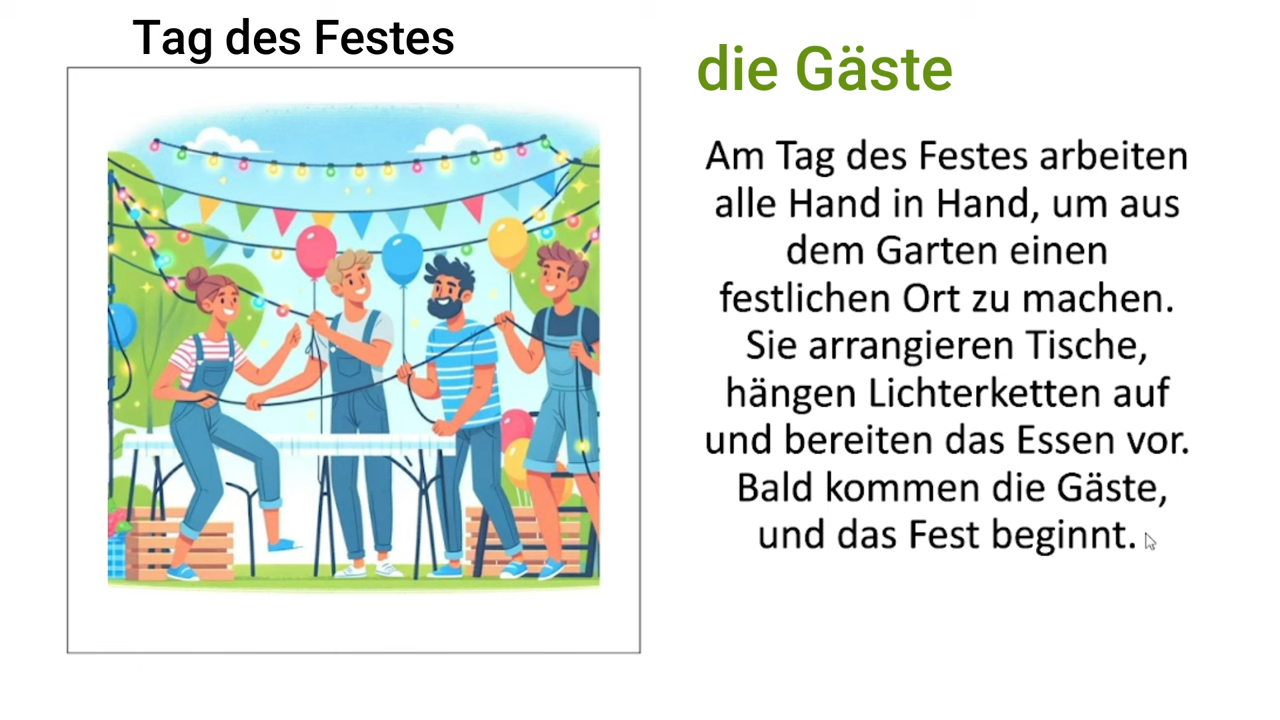 Tag des Festes
die Gäste
Am Tag des Festes arbeiten
alle Hand in Hand, um aus
dem Garten einen
festlichen Ort zu machen.
Sie arrangieren Tische,
hängen Lichterketten auf
und bereiten das Essen vor.
Bald kommen die Gäste,
und das Fest beginnt.